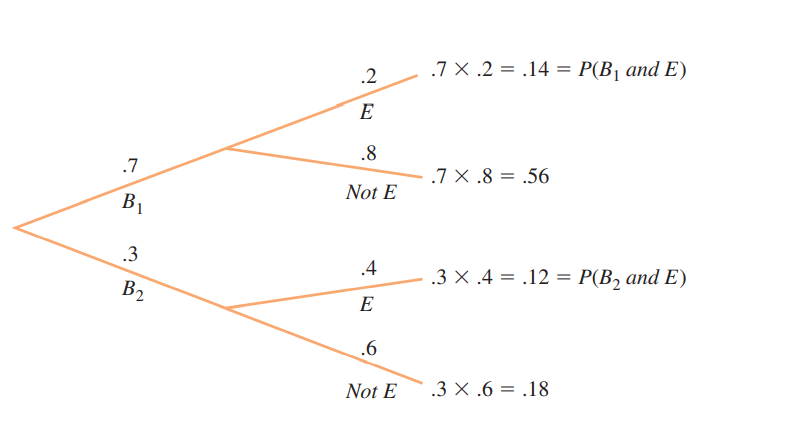 .2
.7 × .2 = .14 = P(B₁ and E)
E
.8
.7
.7 × .8 = .56
Not E
B₁
.3
.4
.3 × .4 = .12 = P(B₂ and E)
B₂
E
.6
Not E
.3 × .6 = .18